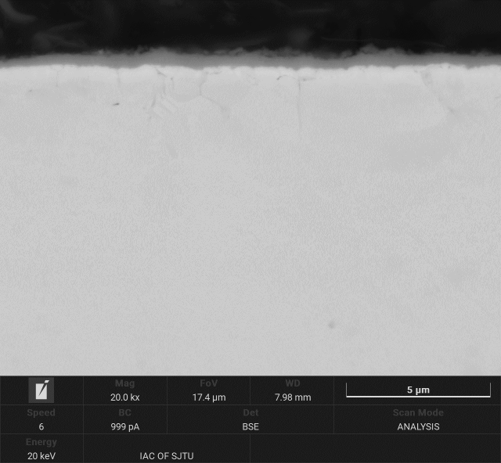 Mag FoV WD
20.0 kx 17.4 µm 7.98 mm 5 µm
Speed BC Det Scan Mode
6 999 pA BSE ANALYSIS
Energy
20 keV IAC OF SJTU